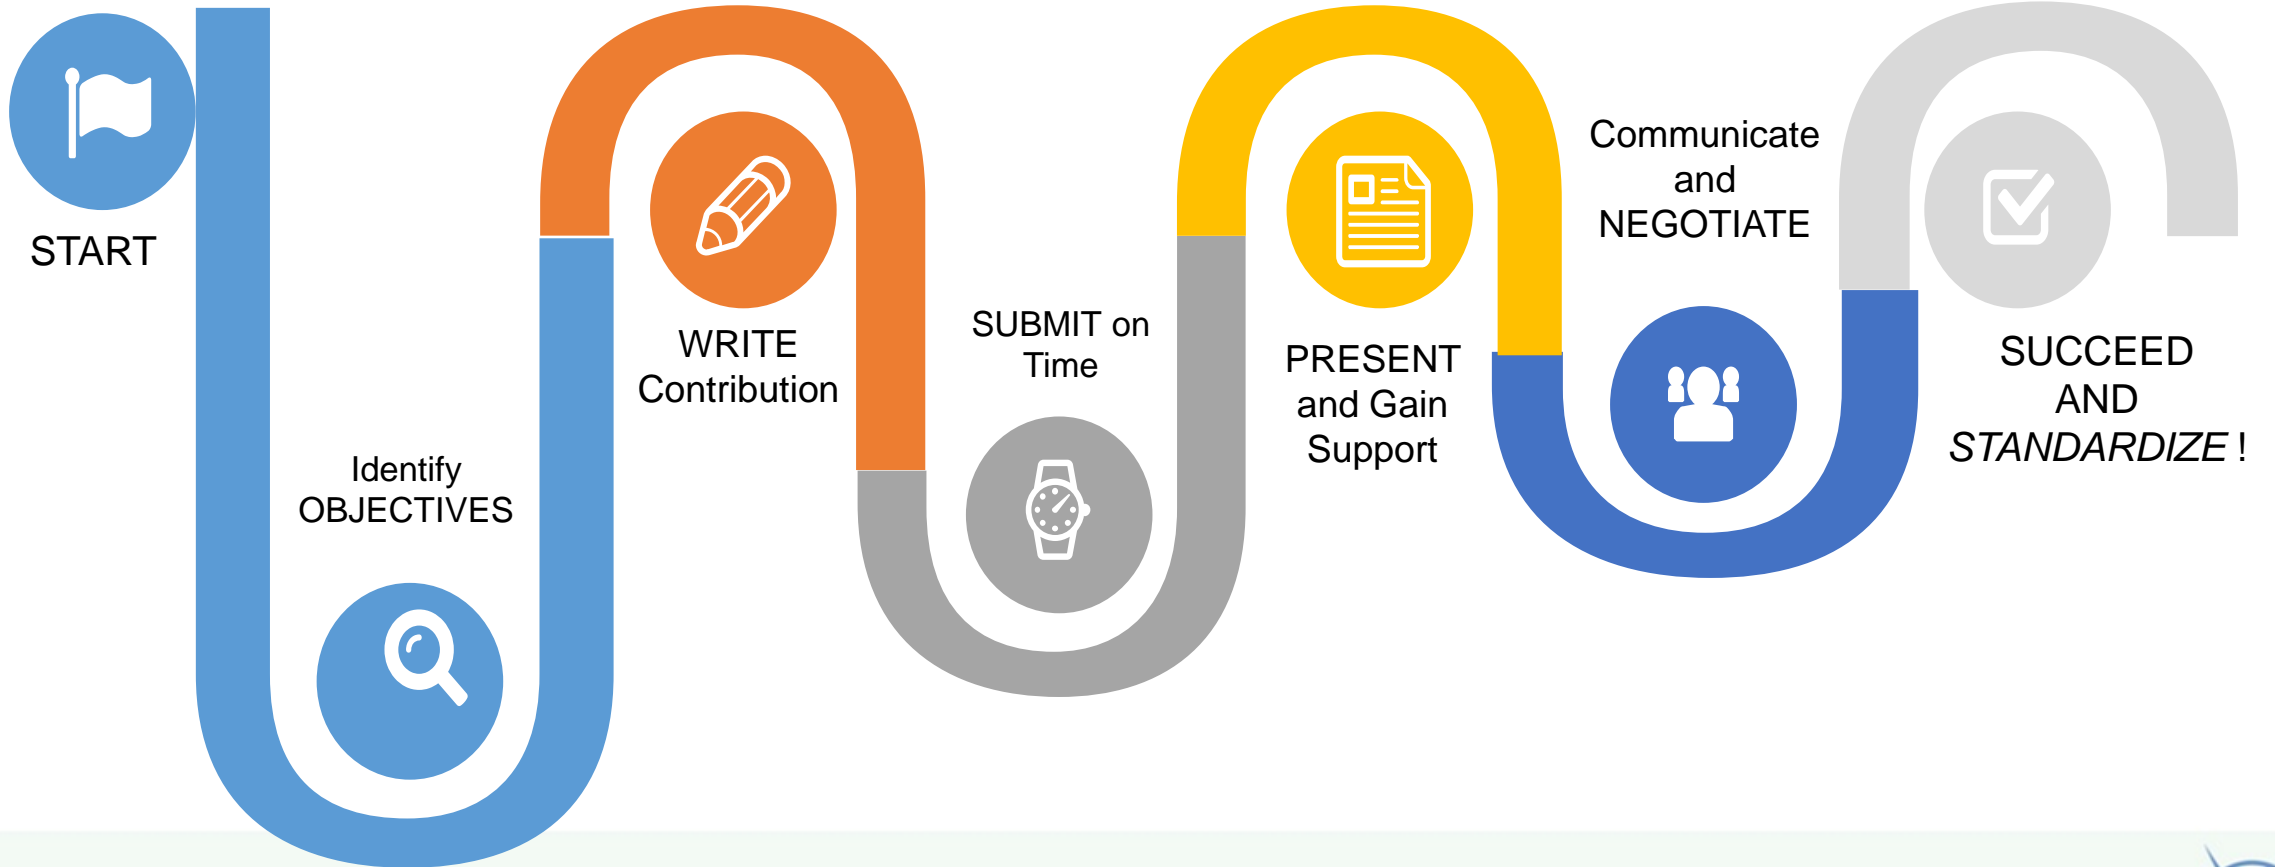 START
Identify
OBJECTIVES
WRITE
Contribution
SUBMIT on
Time
PRESENT
and Gain
Support
Communicate
and
NEGOTIATE
SUCCEED
AND
STANDARDIZE !